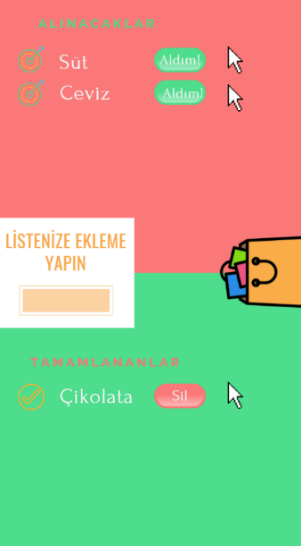 ALINACAKLAR
Süt Aldım!
Ceviz Aldım!
LİSTENİZE EKLEME
YAPIN
TAMAMLANANLAR
Çikolata Sil